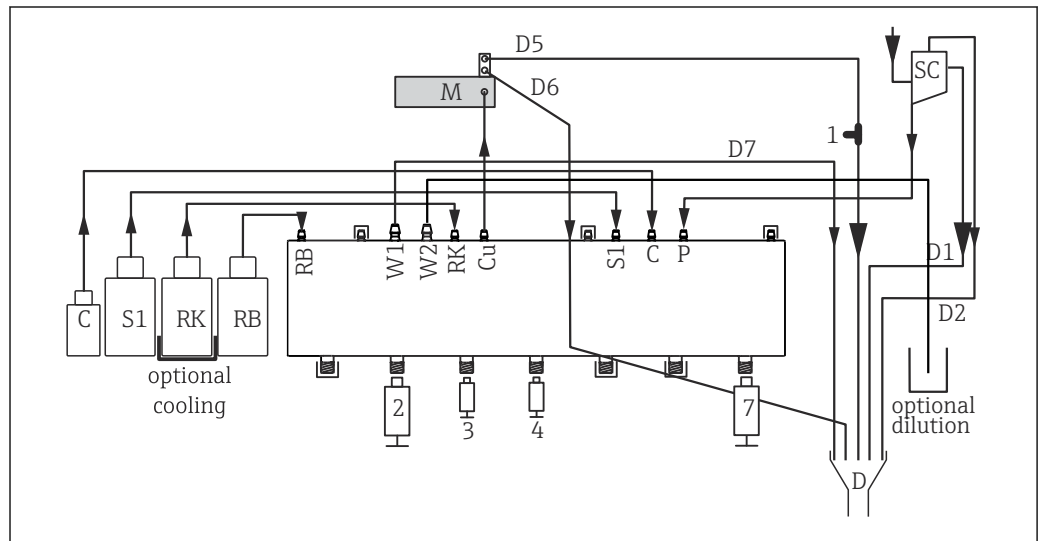 D5
SC
D6
M
1
D7
RB
W1
W2
RK
Cu
S1
C
P
D1
D2
C
S1
RK
RB
optional
cooling
2
3
4
7
optional
dilution
D